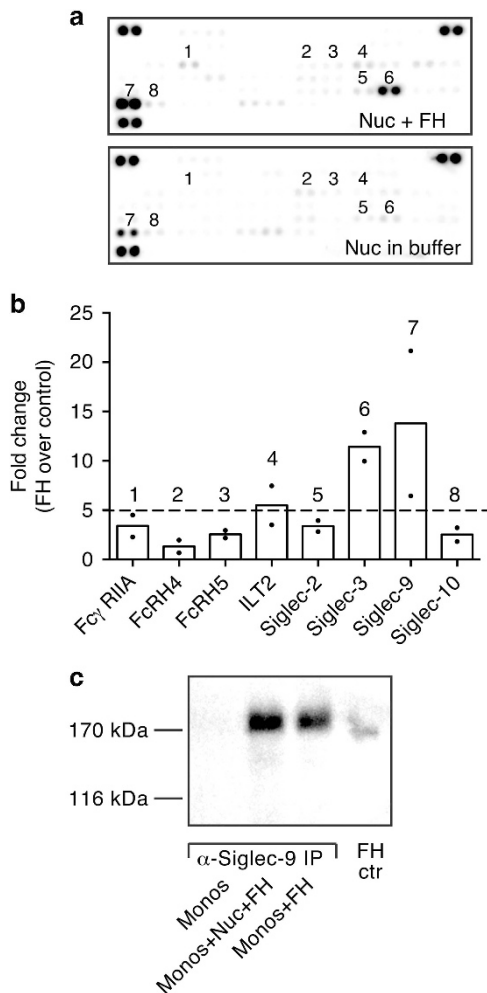 a
1 2 3 4
5 6
7 8
Nuc + FH
1 2 3 4
5 6
7 8
Nuc in buffer
b
Fold change
(FH over control)
25
20
15
10
5
0
1 2 3 4 5 6 7 8
Fcγ RIIA
FcRH4
FcRH5
ILT2
Siglec-2
Siglec-3
Siglec-9
Siglec-10
c
170 kDa
116 kDa
α-Siglec-9 IP
FH
ctr
Monos
Monos+Nuc+FH
Monos+FH